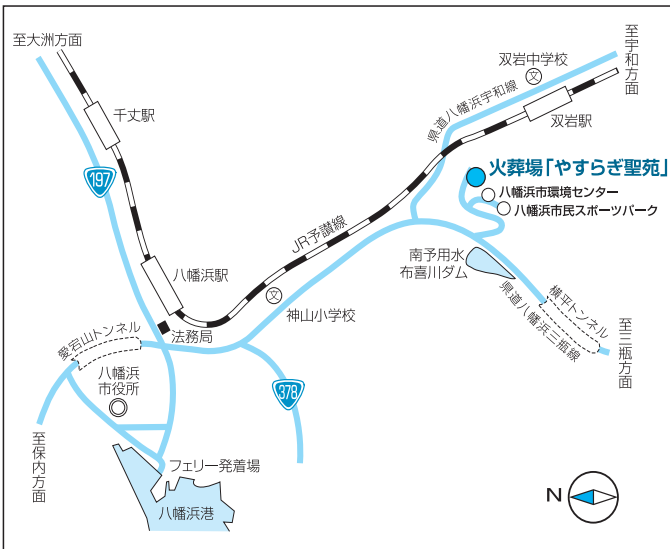 至大洲方面
千丈駅
197
八幡浜駅
法務局
愛宕山トンネル
八幡浜
市役所
至保内方面
フェリー発着場
八幡浜港
378
神山小学校
JR予讃線
双岩中学校
県道八幡浜宇和線
双岩駅
至宇和方面
火葬場「やすらぎ聖苑」
八幡浜市環境センター
八幡浜市民スポーツパーク
南予用水
布喜川ダム
県道八幡浜三瓶線
横平トンネル
至三瓶方面
文
文
N